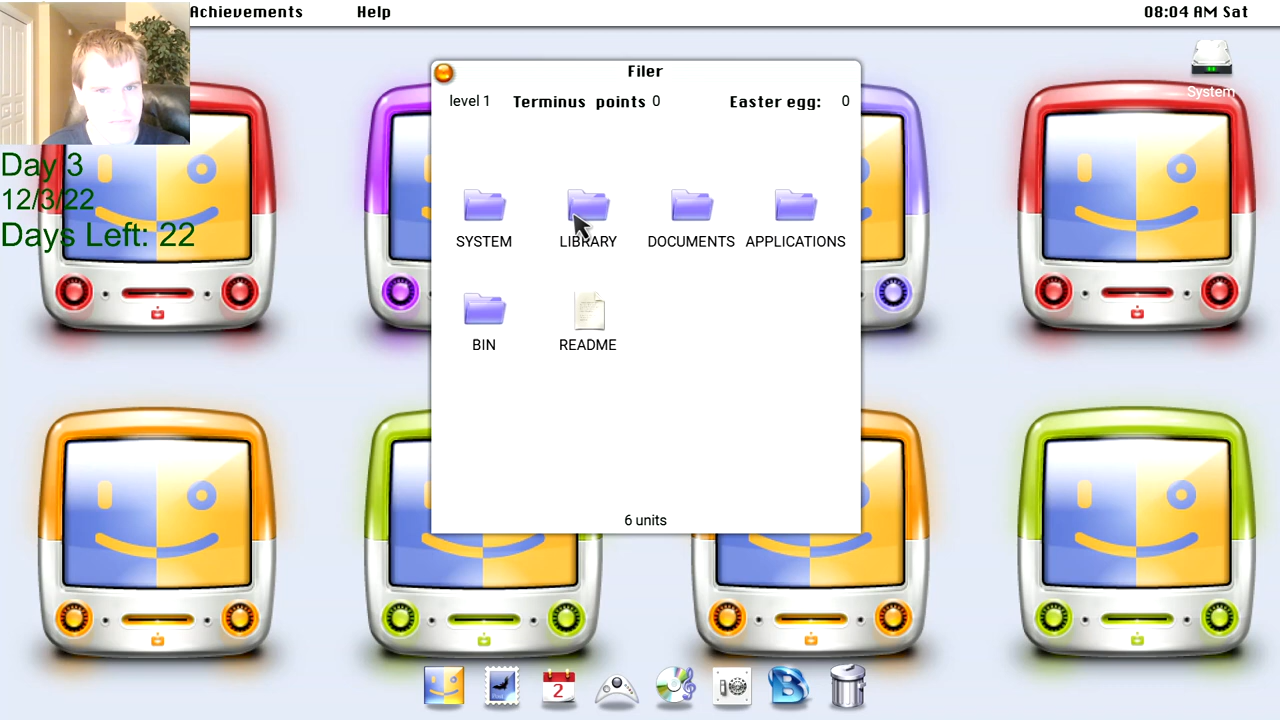 Achievements Help 08:04 AM Sat
Filer
level 1 Terminus points 0 Easter egg: 0
System
Day 3
12/3/22
Days Left: 22
SYSTEM LIBRARY DOCUMENTS APPLICATIONS
BIN README
6 units
2